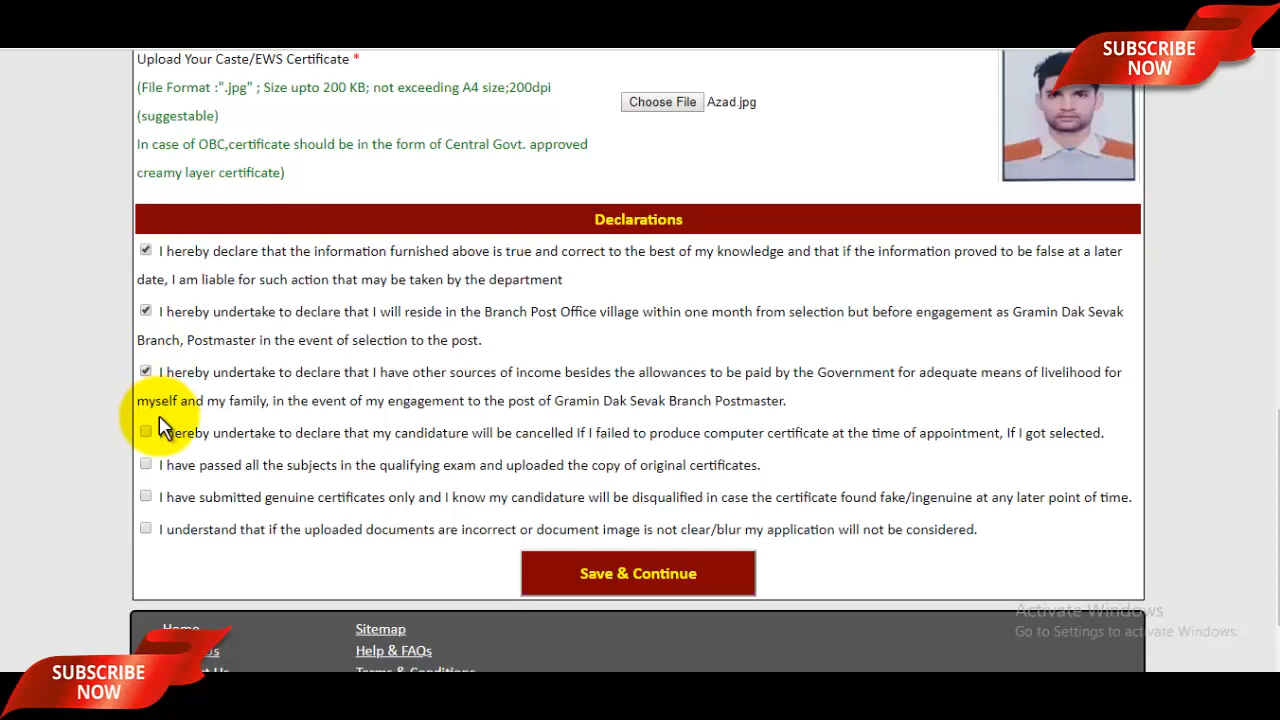 SUBSCRIBE
NOW
Upload Your Caste/EWS Certificate *
(File Format :".jpg" ; Size upto 200 KB; not exceeding A4 size;200dpi
(suggestable)
In case of OBC,certificate should be in the form of Central Govt. approved
creamy layer certificate)
Choose File Azad.jpg
Declarations
I hereby declare that the information furnished above is true and correct to the best of my knowledge and that if the information proved to be false at a later
date, I am liable for such action that may be taken by the department
I hereby undertake to declare that I will reside in the Branch Post Office village within one month from selection but before engagement as Gramin Dak Sevak
Branch, Postmaster in the event of selection to the post.
I hereby undertake to declare that I have other sources of income besides the allowances to be paid by the Government for adequate means of livelihood for
myself and my family, in the event of my engagement to the post of Gramin Dak Sevak Branch Postmaster.
I hereby undertake to declare that my candidature will be cancelled If I failed to produce computer certificate at the time of appointment, If I got selected.
I have passed all the subjects in the qualifying exam and uploaded the copy of original certificates.
I have submitted genuine certificates only and I know my candidature will be disqualified in case the certificate found fake/ingenuine at any later point of time.
I understand that if the uploaded documents are incorrect or document image is not clear/blur my application will not be considered.
Save & Continue
Activate Windows
Go to Settings to activate Windows.
Home
Sitemap
Help & FAQs
Terms & Conditions
SUBSCRIBE
NOW